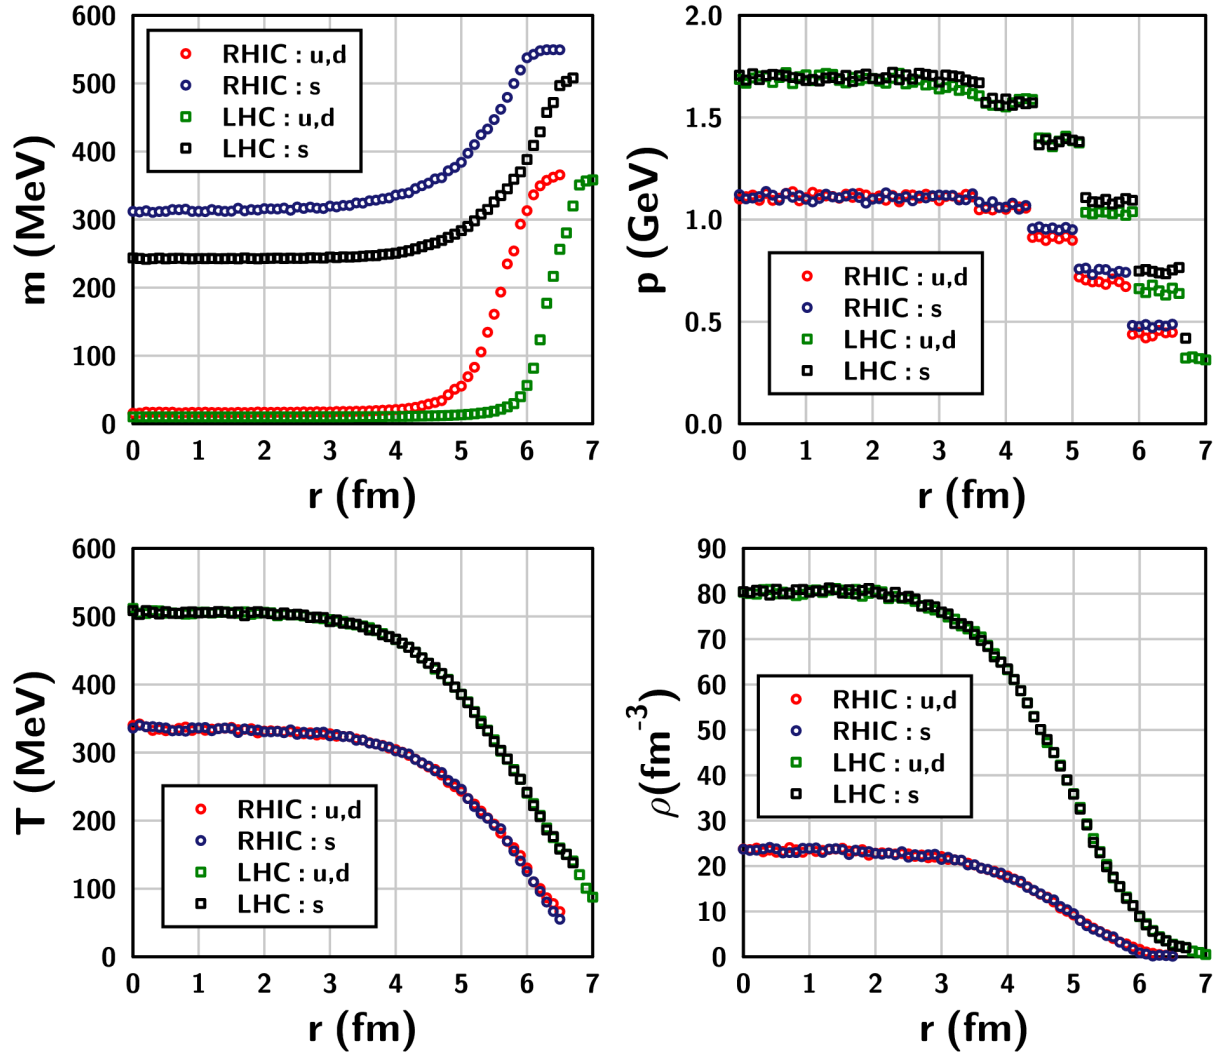 m (MeV)
600
500
400
300
200
100
0
RHIC : u,d
RHIC : s
LHC : u,d
LHC : s
0 1 2 3 4 5 6 7
r (fm)
p (GeV)
2.0
1.5
1.0
0.5
0.0
RHIC : u,d
RHIC : s
LHC : u,d
LHC : s
0 1 2 3 4 5 6 7
r (fm)
T (MeV)
600
500
400
300
200
100
0
RHIC : u,d
RHIC : s
LHC : u,d
LHC : s
0 1 2 3 4 5 6 7
r (fm)
ρ(fm⁻³)
90
80
70
60
50
40
30
20
10
0
RHIC : u,d
RHIC : s
LHC : u,d
LHC : s
0 1 2 3 4 5 6 7
r (fm)